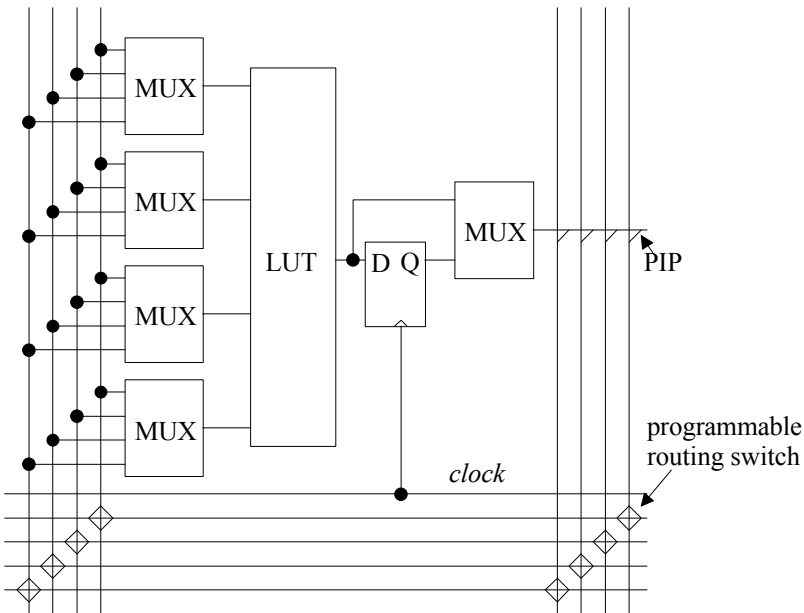 MUX
MUX
MUX
MUX
LUT
D Q
MUX
PIP
clock
programmable
routing switch